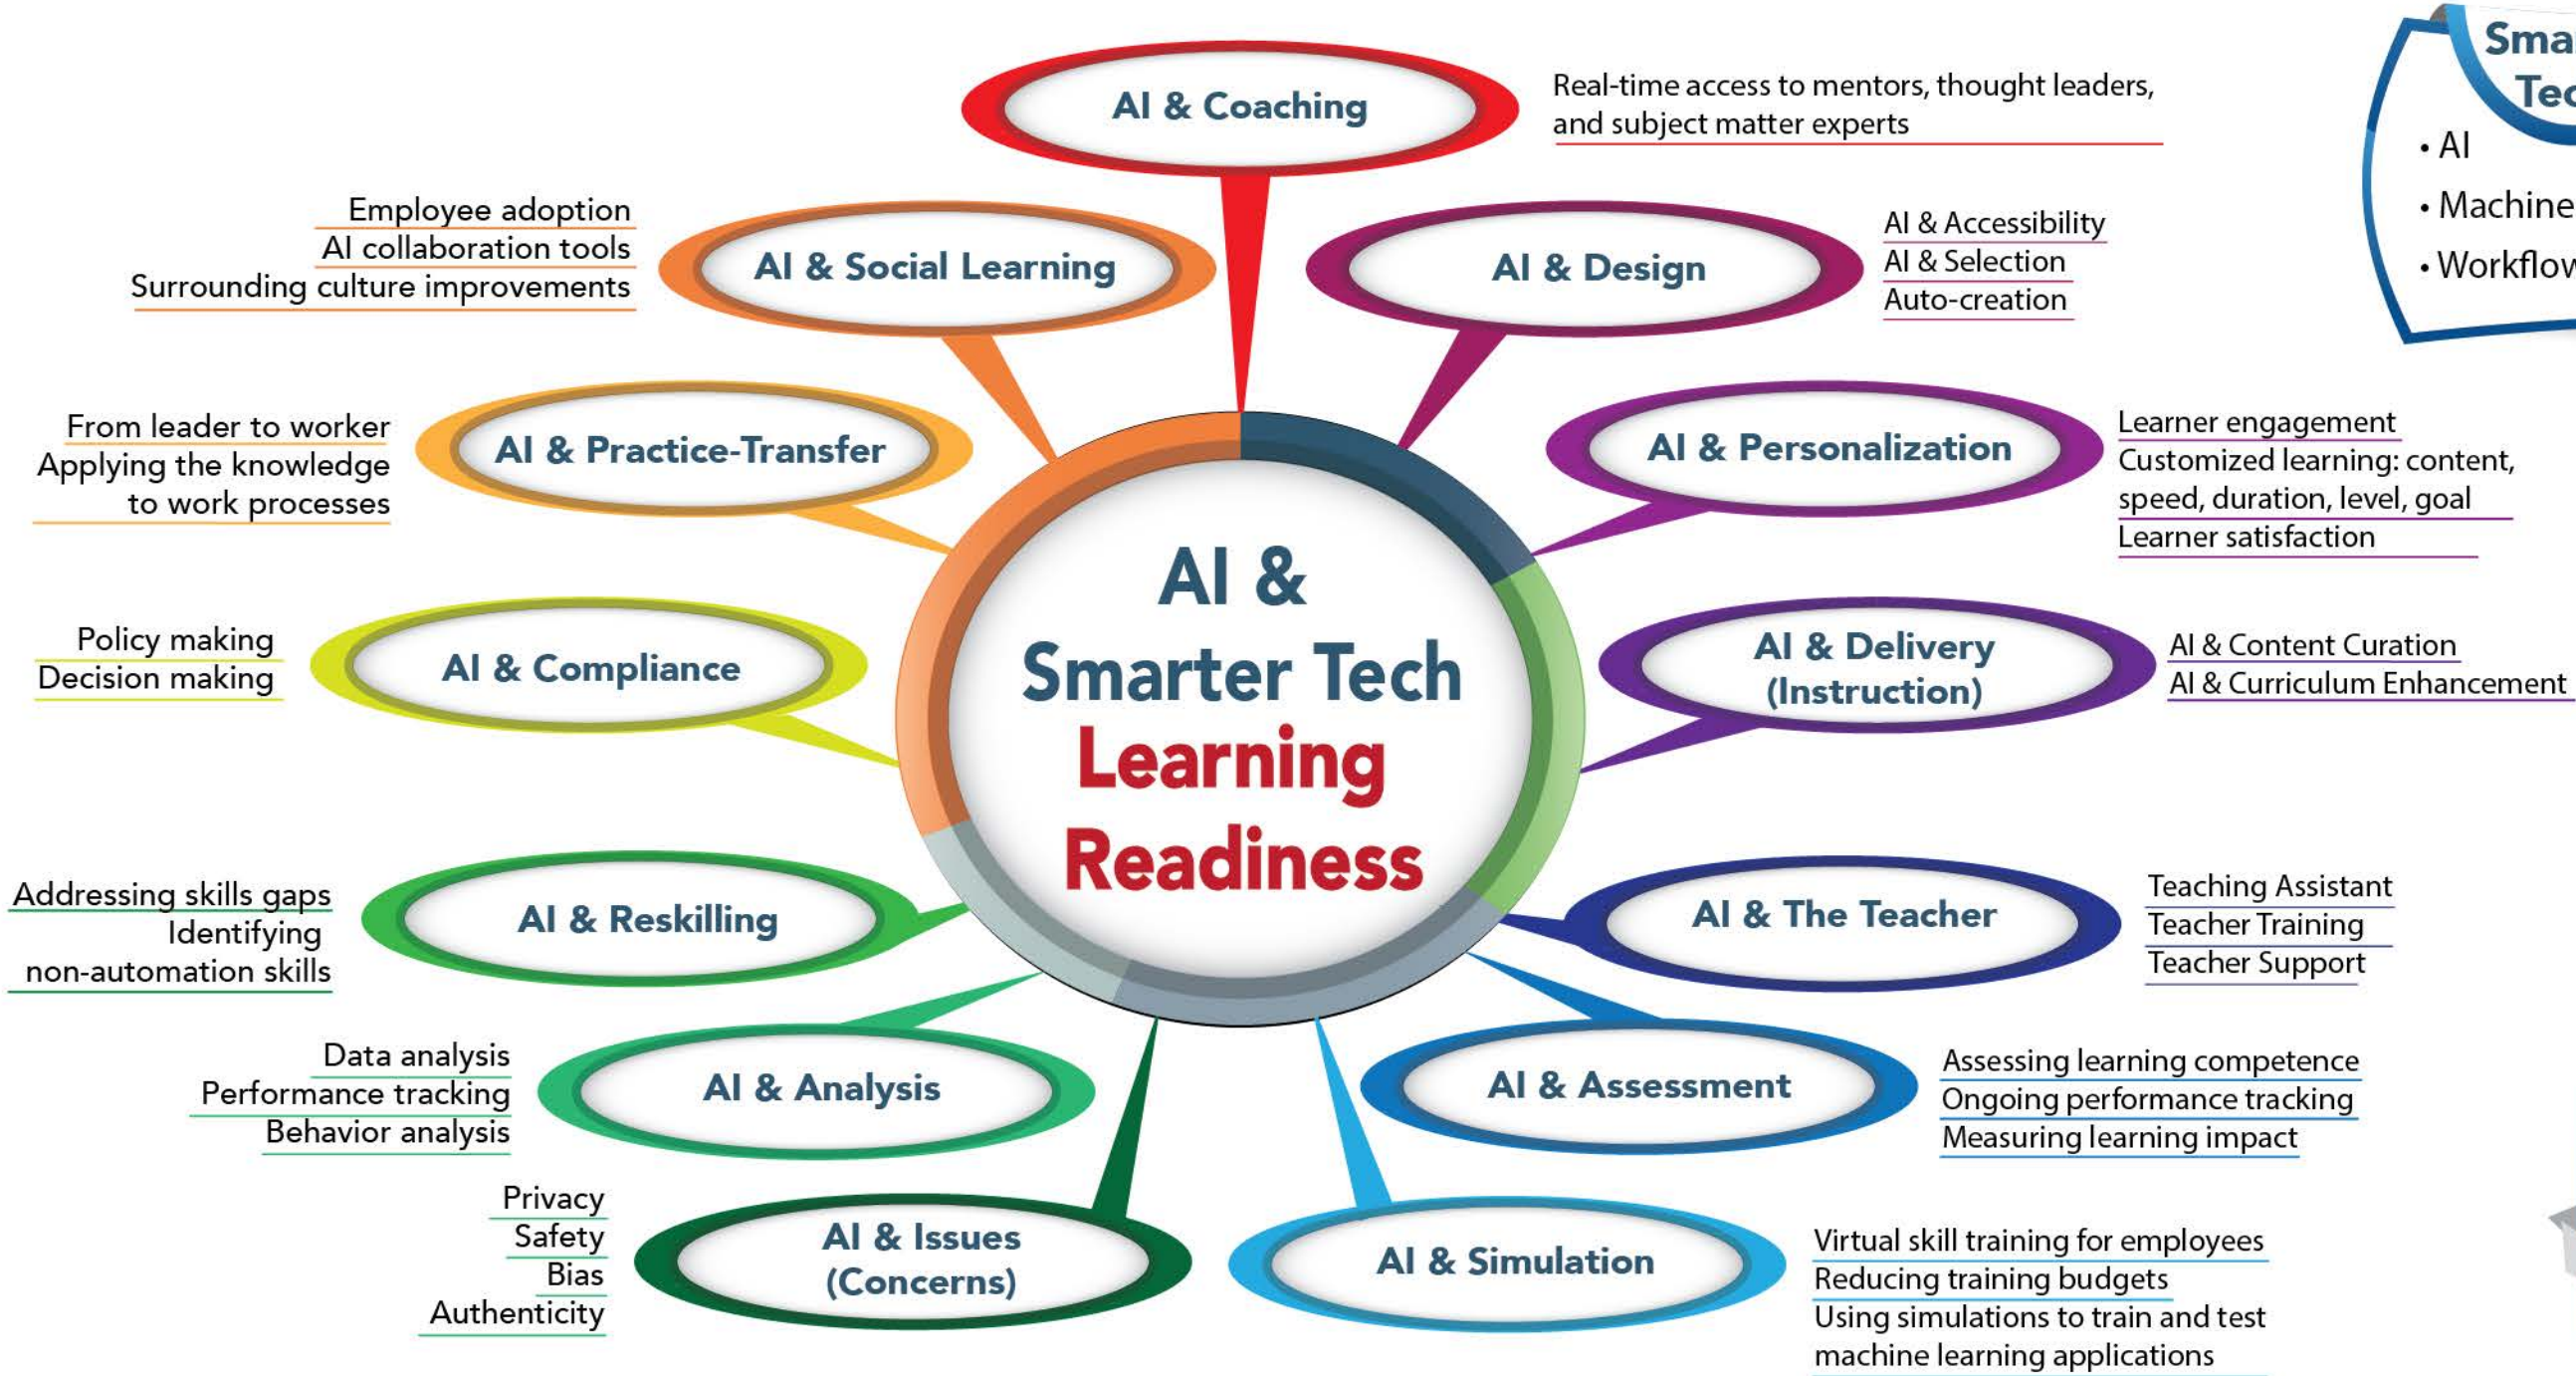 AI & Coaching
Real-time access to mentors, thought leaders,
and subject matter experts
AI & Design
AI & Accessibility
AI & Selection
Auto-creation
AI & Personalization
Learner engagement
Customized learning: content,
speed, duration, level, goal
Learner satisfaction
AI & Delivery
(Instruction)
AI & Content Curation
AI & Curriculum Enhancement
AI & The Teacher
Teaching Assistant
Teacher Training
Teacher Support
AI & Assessment
Assessing learning competence
Ongoing performance tracking
Measuring learning impact
AI & Simulation
Virtual skill training for employees
Reducing training budgets
Using simulations to train and test
machine learning applications
AI & Issues
(Concerns)
Privacy
Safety
Bias
Authenticity
AI & Analysis
Data analysis
Performance tracking
Behavior analysis
AI & Reskilling
Addressing skills gaps
Identifying
non-automation skills
AI & Compliance
Policy making
Decision making
AI & Practice-Transfer
From leader to worker
Applying the knowledge
to work processes
AI & Social Learning
Employee adoption
AI collaboration tools
Surrounding culture improvements
AI &
Smarter Tech
Learning
Readiness
• AI
• Machine
• Workflow